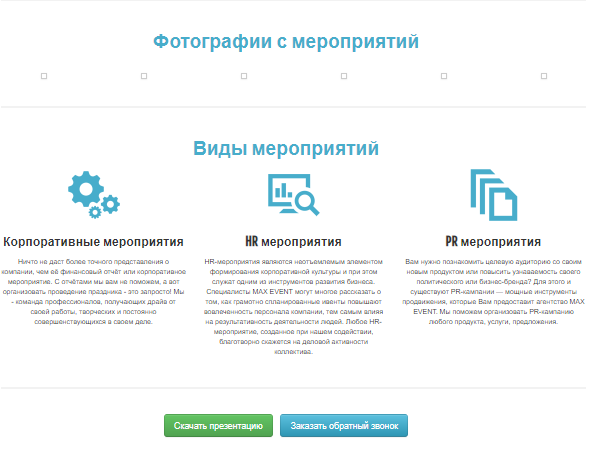 Фотографии с мероприятий
Виды мероприятий
Корпоративные мероприятия
Ничто не даст более точного представления о
компании, чем её финансовый отчёт или корпоративное
мероприятие. С отчётами мы вам не поможем, а вот
организовать проведение праздника - это запросто! Мы
- команда профессионалов, получающих драйв от
своей работы, творческих и постоянно
совершенствующихся в своем деле.
HR мероприятия
HR-мероприятия являются неотъемлемым элементом
формирования корпоративной культуры и при этом
служат одним из инструментов развития бизнеса.
Специалисты MAX EVENT могут многое рассказать о
том, как грамотно спланированные ивенты повышают
вовлеченность персонала компании, тем самым влияя
на результативность деятельности людей. Любое HR-
мероприятие, созданное при нашем содействии,
благотворно скажется на деловой активности
коллектива.
PR мероприятия
Вам нужно познакомить целевую аудиторию со своим
новым продуктом или повысить узнаваемость своего
политического или бизнес-бренда? Для этого и
существуют PR-кампании — мощные инструменты
продвижения, которые Вам предоставит агентство MAX
EVENT. Мы поможем организовать PR-кампанию
любого продукта, услуги, предложения.
Скачать презентацию
Заказать обратный звонок